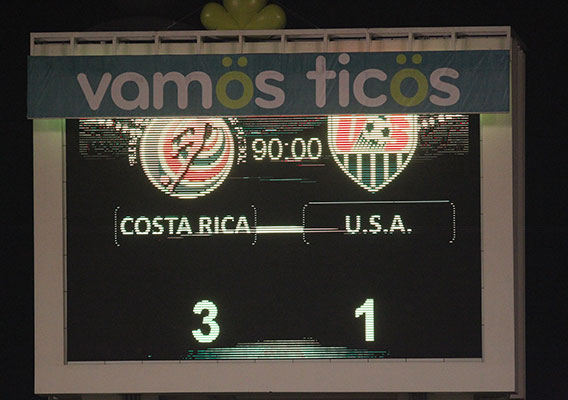 vamös ticös
90:00
COSTA RICA
U.S.A.
3
1